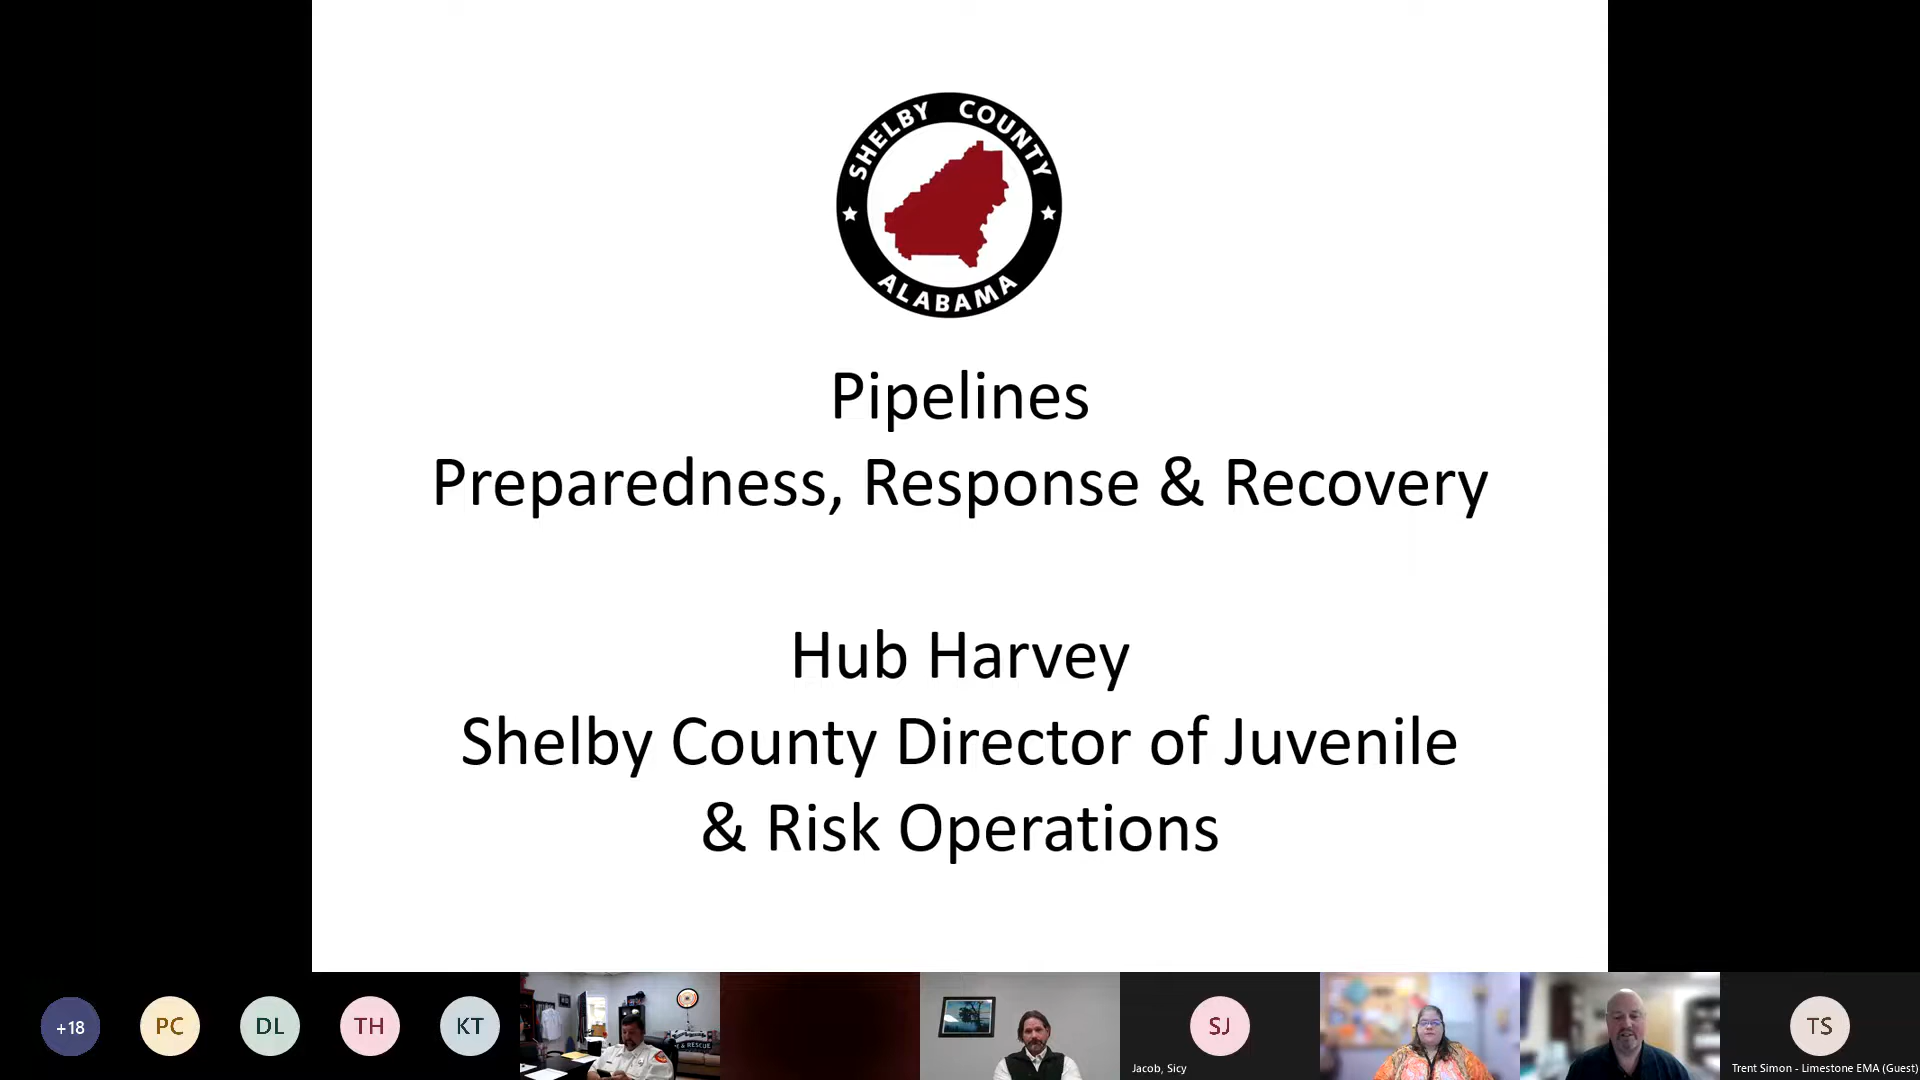 SHELBY COUNTY
ALABAMA
Pipelines
Preparedness, Response & Recovery
Hub Harvey
Shelby County Director of Juvenile
& Risk Operations
+18
PC
DL
TH
KT
E & RESCUE
SJ
Jacob, Sicy
TS
Trent Simon - Limestone EMA (Guest)